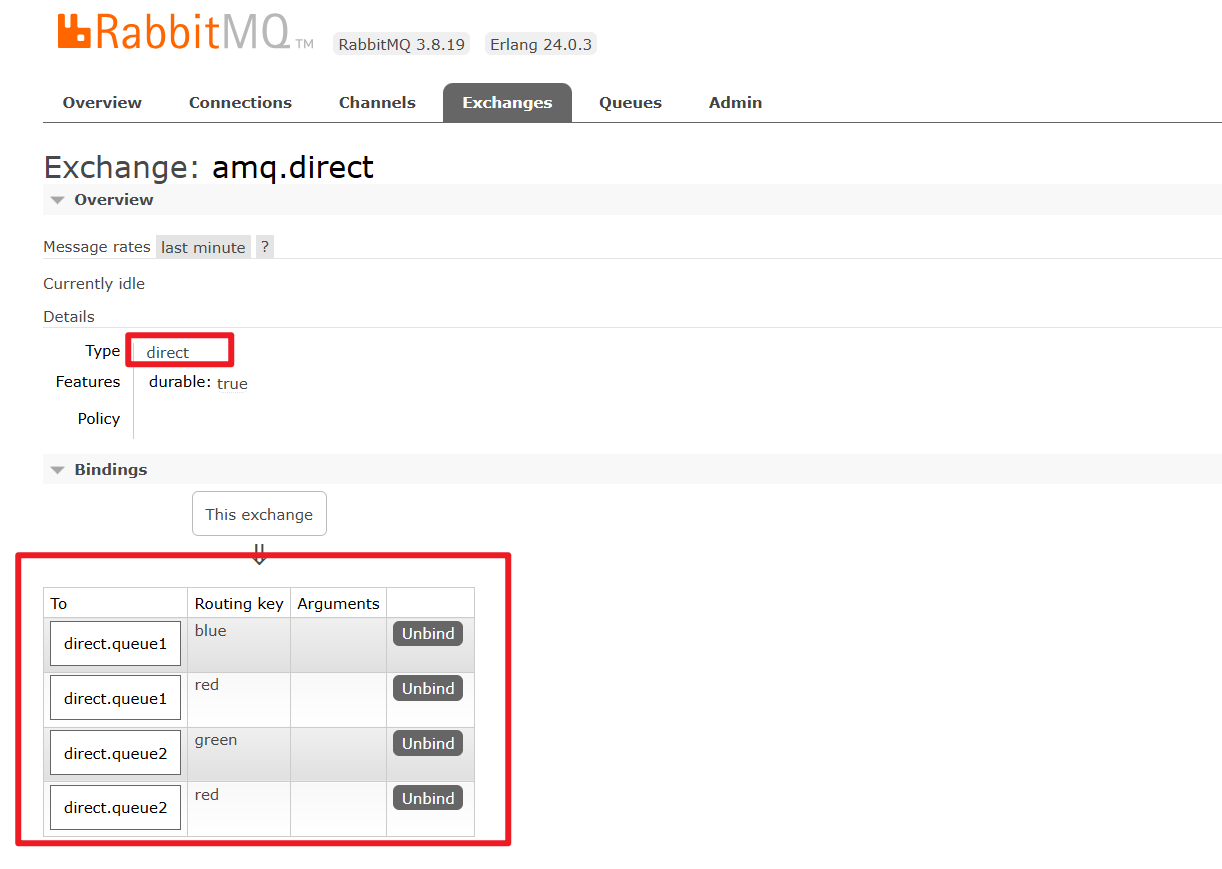 RabbitMQ TM RabbitMQ 3.8.19 Erlang 24.0.3
Overview Connections Channels Exchanges Queues Admin
Exchange: amq.direct
Overview
Message rates last minute ?
Currently idle
Details
Type direct
Features durable: true
Policy
Bindings
This exchange
⇓
To Routing key Arguments
direct.queue1 blue Unbind
direct.queue1 red Unbind
direct.queue2 green Unbind
direct.queue2 red Unbind